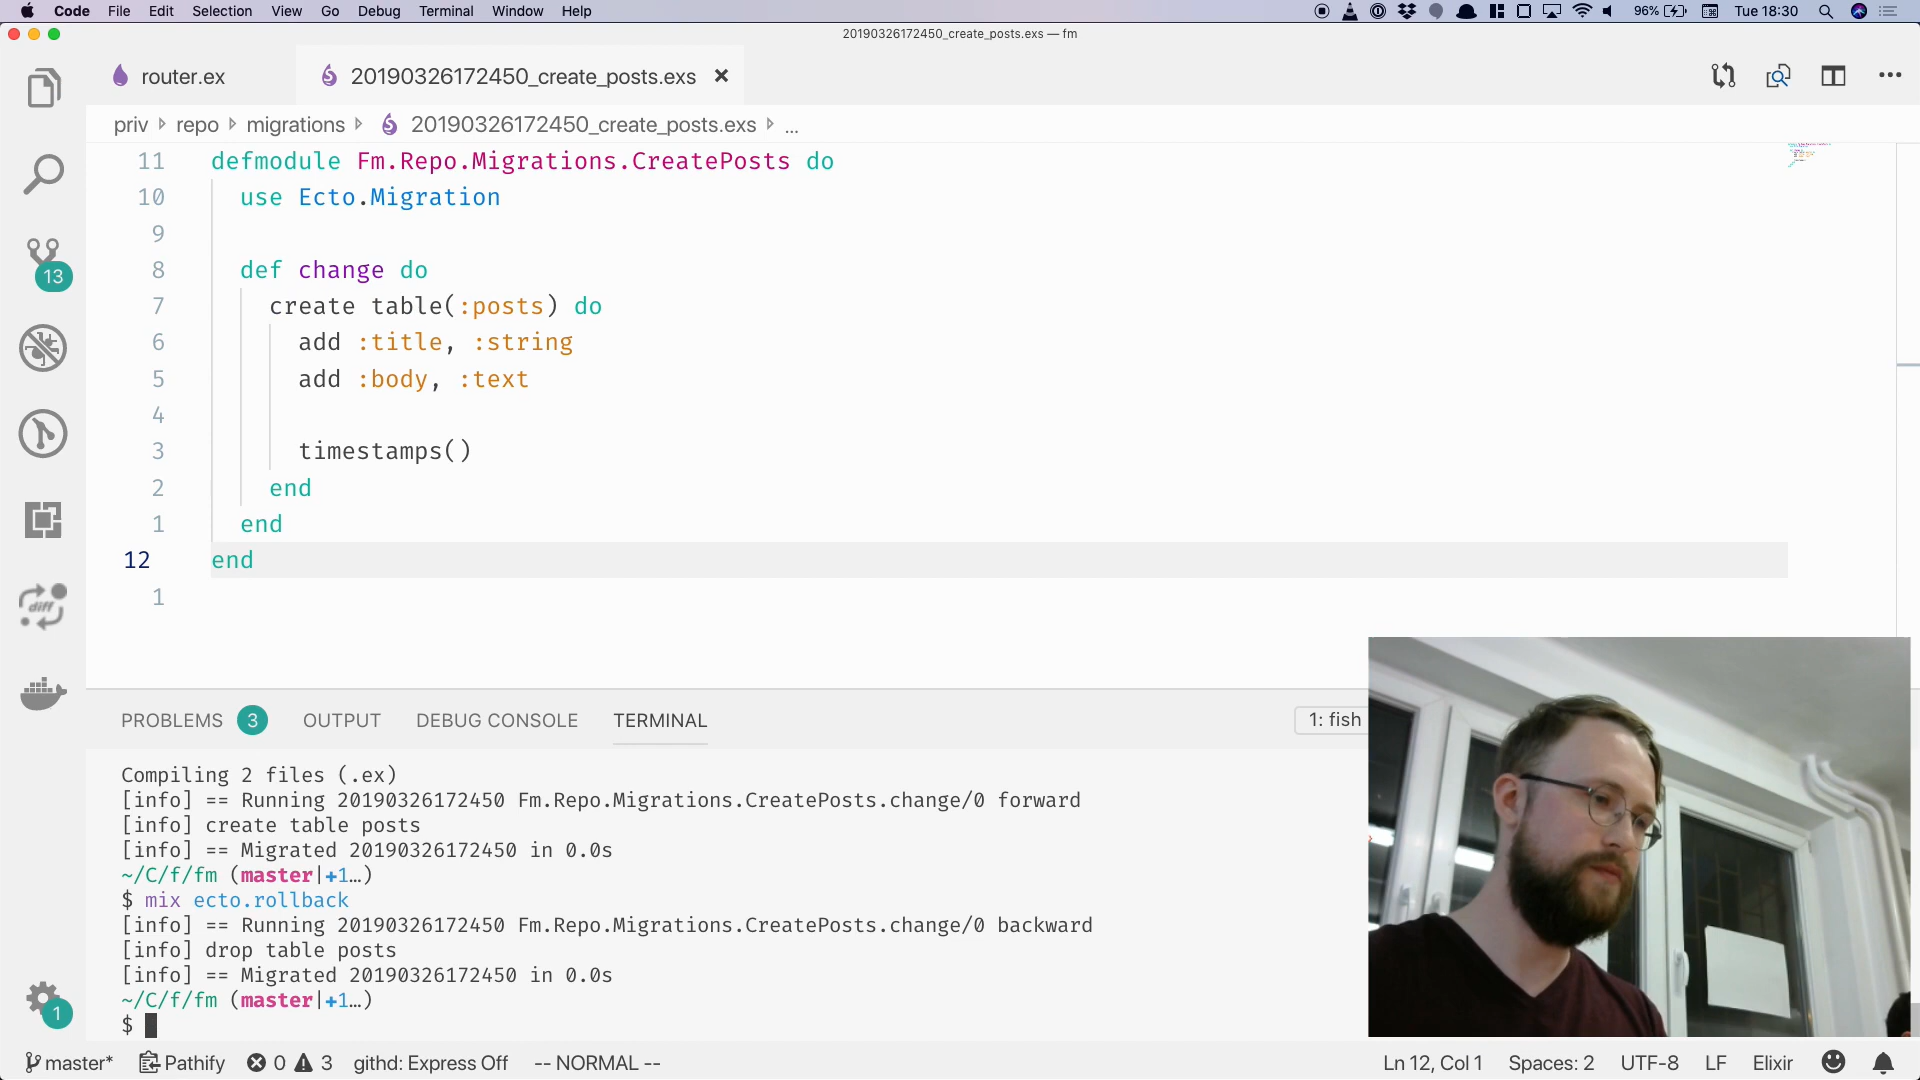 Code File Edit Selection View Go Debug Terminal Window Help 96% Tue 18:30
20190326172450_create_posts.exs — fm
router.ex 20190326172450_create_posts.exs
priv repo migrations 20190326172450_create_posts.exs ...
11 defmodule Fm.Repo.Migrations.CreatePosts do
10 use Ecto.Migration
9
8 def change do
7 create table(:posts) do
6 add :title, :string
5 add :body, :text
4
3 timestamps()
2 end
1 end
12 end
1
13
diff
1
PROBLEMS 3 OUTPUT DEBUG CONSOLE TERMINAL 1: fish
Compiling 2 files (.ex)
[info] == Running 20190326172450 Fm.Repo.Migrations.CreatePosts.change/0 forward
[info] create table posts
[info] == Migrated 20190326172450 in 0.0s
~/C/f/fm (master|+1…)
$ mix ecto.rollback
[info] == Running 20190326172450 Fm.Repo.Migrations.CreatePosts.change/0 backward
[info] drop table posts
[info] == Migrated 20190326172450 in 0.0s
~/C/f/fm (master|+1…)
$
master* Pathify 0 3 githd: Express Off -- NORMAL -- Ln 12, Col 1 Spaces: 2 UTF-8 LF Elixir